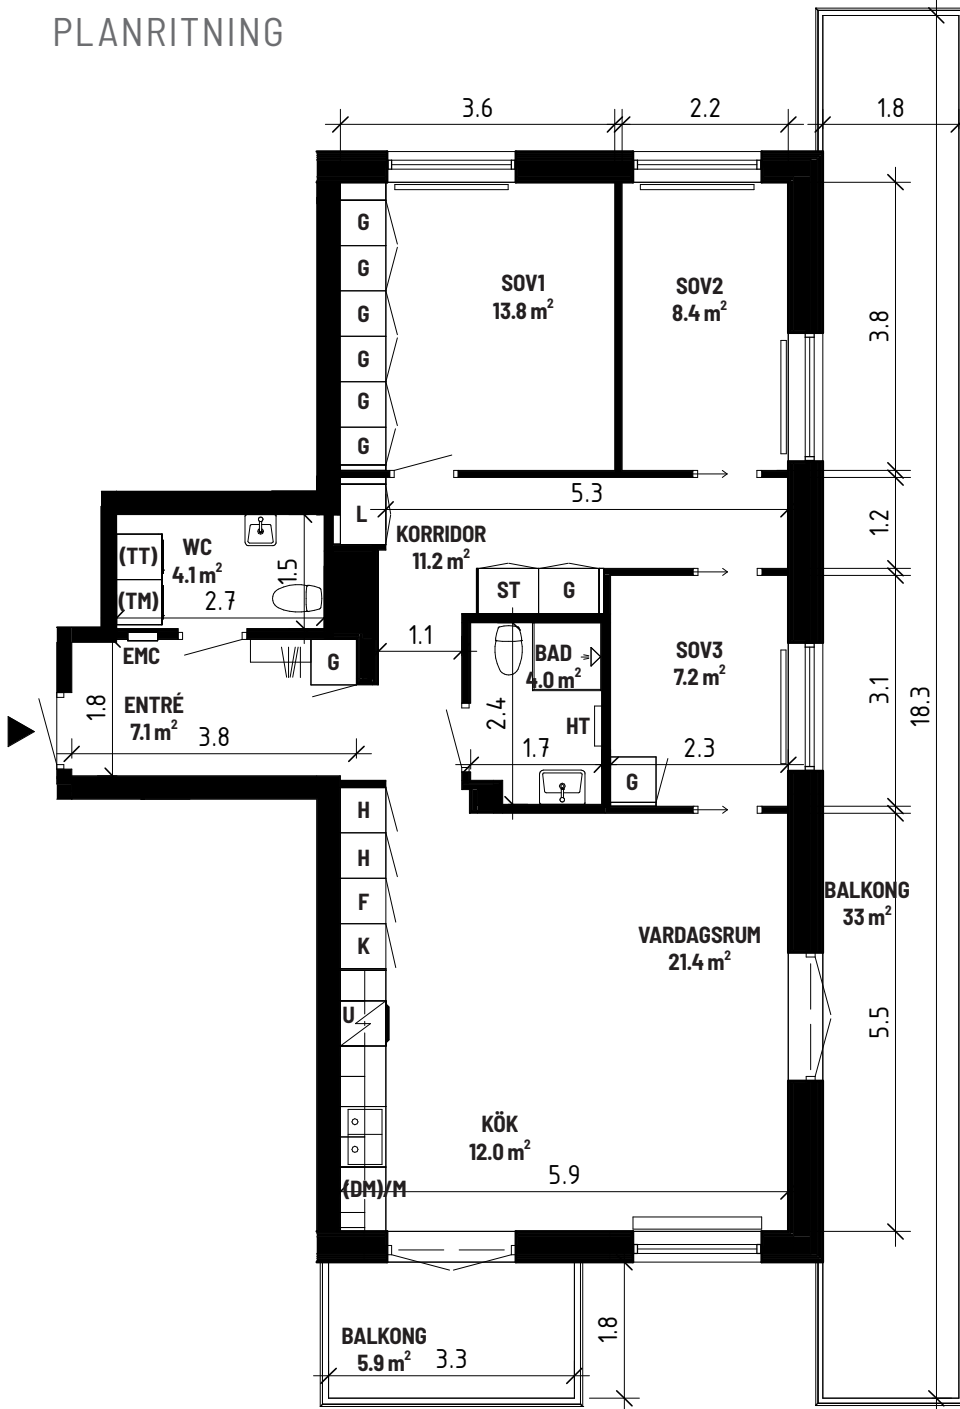 PLANRITNING
3.6
2.2
1.8
G
G
G
G
G
G
SOV1
13.8 m²
SOV2
8.4 m²
3.8
5.3
L
KORRIDOR
11.2 m²
1.2
(TT)
WC
4.1 m²
1.5
(TM)
2.7
ST
G
EMC
G
1.1
BAD
4.0 m²
SOV3
7.2 m²
3.1
18.3
1.8
ENTRÉ
7.1 m²
3.8
2.4
HT
1.7
2.3
G
H
H
F
K
BALKONG
33 m²
VARDAGSRUM
21.4 m²
U
5.5
KÖK
12.0 m²
5.9
(DM)/M
BALKONG
5.9 m²
3.3
1.8